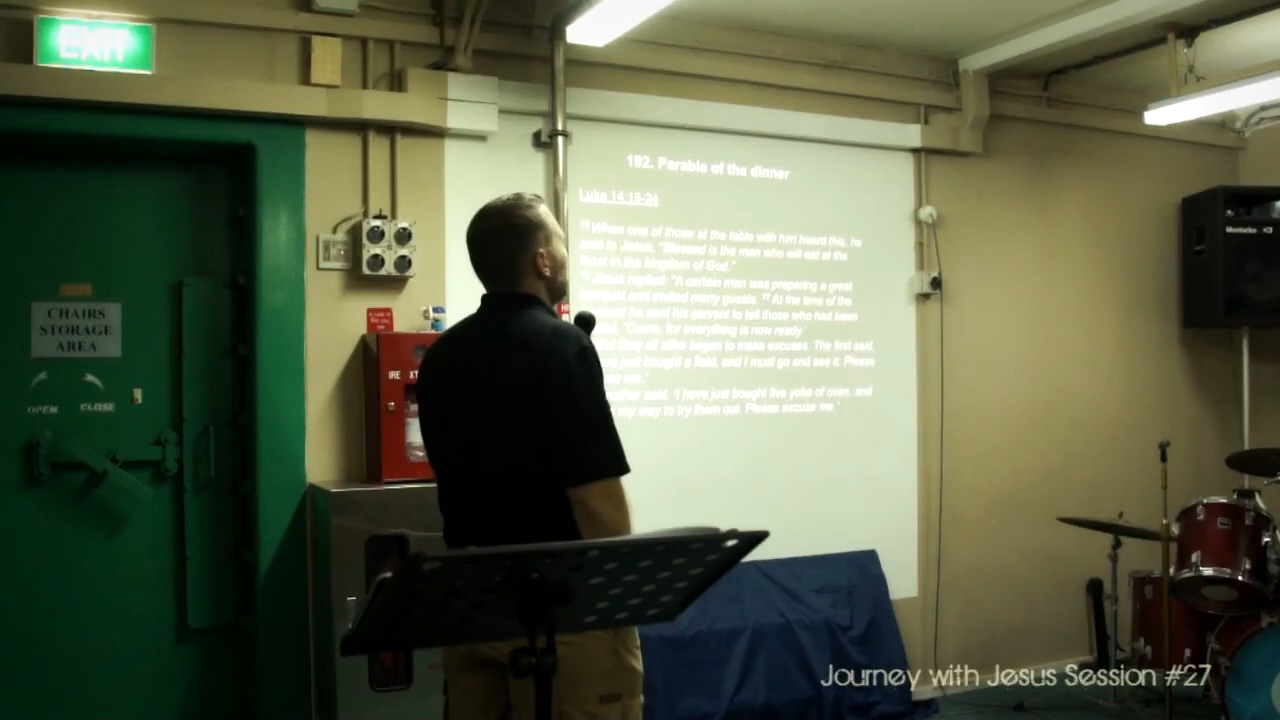 EXIT
CHAIRS
STORAGE
AREA
OPEN CLOSE
182. Parable of the dinner
Luke 14:15-24
15 When one of those at the table with him heard this, he
said to Jesus, "Blessed is the man who will eat at the
feast in the kingdom of God."
16 Jesus replied: "A certain man was preparing a great
banquet and invited many guests. 17 At the time of the
he sent his servant to tell those who had been
'Come, for everything is now ready.'
But they all alike began to make excuses. The first said,
just bought a field, and I must go and see it. Please
me.'
said, 'I have just bought five yoke of oxen, and
my way to try them out. Please excuse me.'
Journey with Jesus Session #27